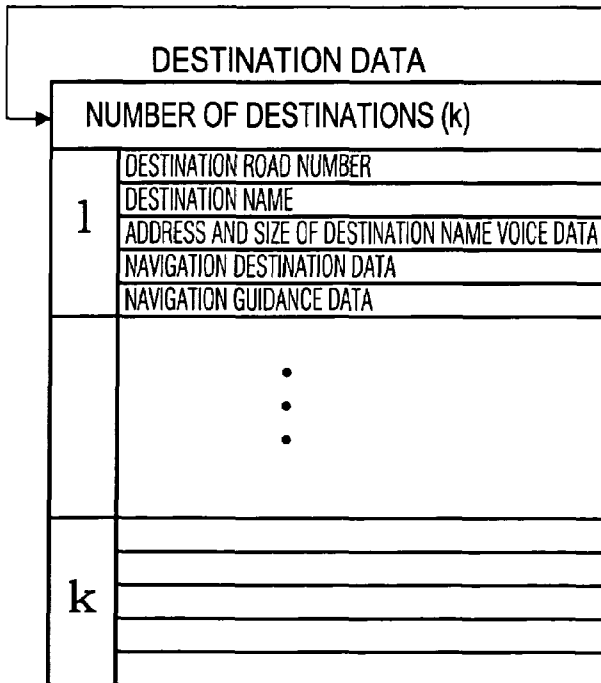 DESTINATION DATA
NUMBER OF DESTINATIONS (k)
1
DESTINATION ROAD NUMBER
DESTINATION NAME
ADDRESS AND SIZE OF DESTINATION NAME VOICE DATA
NAVIGATION DESTINATION DATA
NAVIGATION GUIDANCE DATA
k